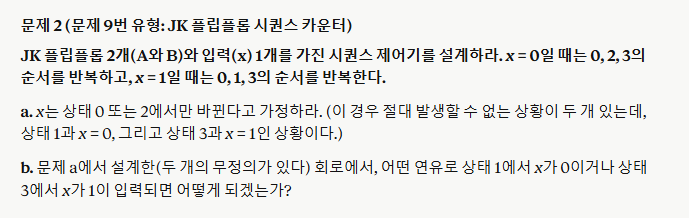 문제 2 (문제 9번 유형: JK 플립플롭 시퀀스 카운터)
JK 플립플롭 2개(A와 B)와 입력(x) 1개를 가진 시퀀스 제어기를 설계하라. x = 0일 때는 0, 2, 3의
순서를 반복하고, x = 1일 때는 0, 1, 3의 순서를 반복한다.
a. x는 상태 0 또는 2에서만 바뀐다고 가정하라. (이 경우 절대 발생할 수 없는 상황이 두 개 있는데,
상태 1과 x = 0, 그리고 상태 3과 x = 1인 상황이다.)
b. 문제 a에서 설계한(두 개의 무정의가 있다) 회로에서, 어떤 연유로 상태 1에서 x가 0이거나 상태
3에서 x가 1이 입력되면 어떻게 되겠는가?